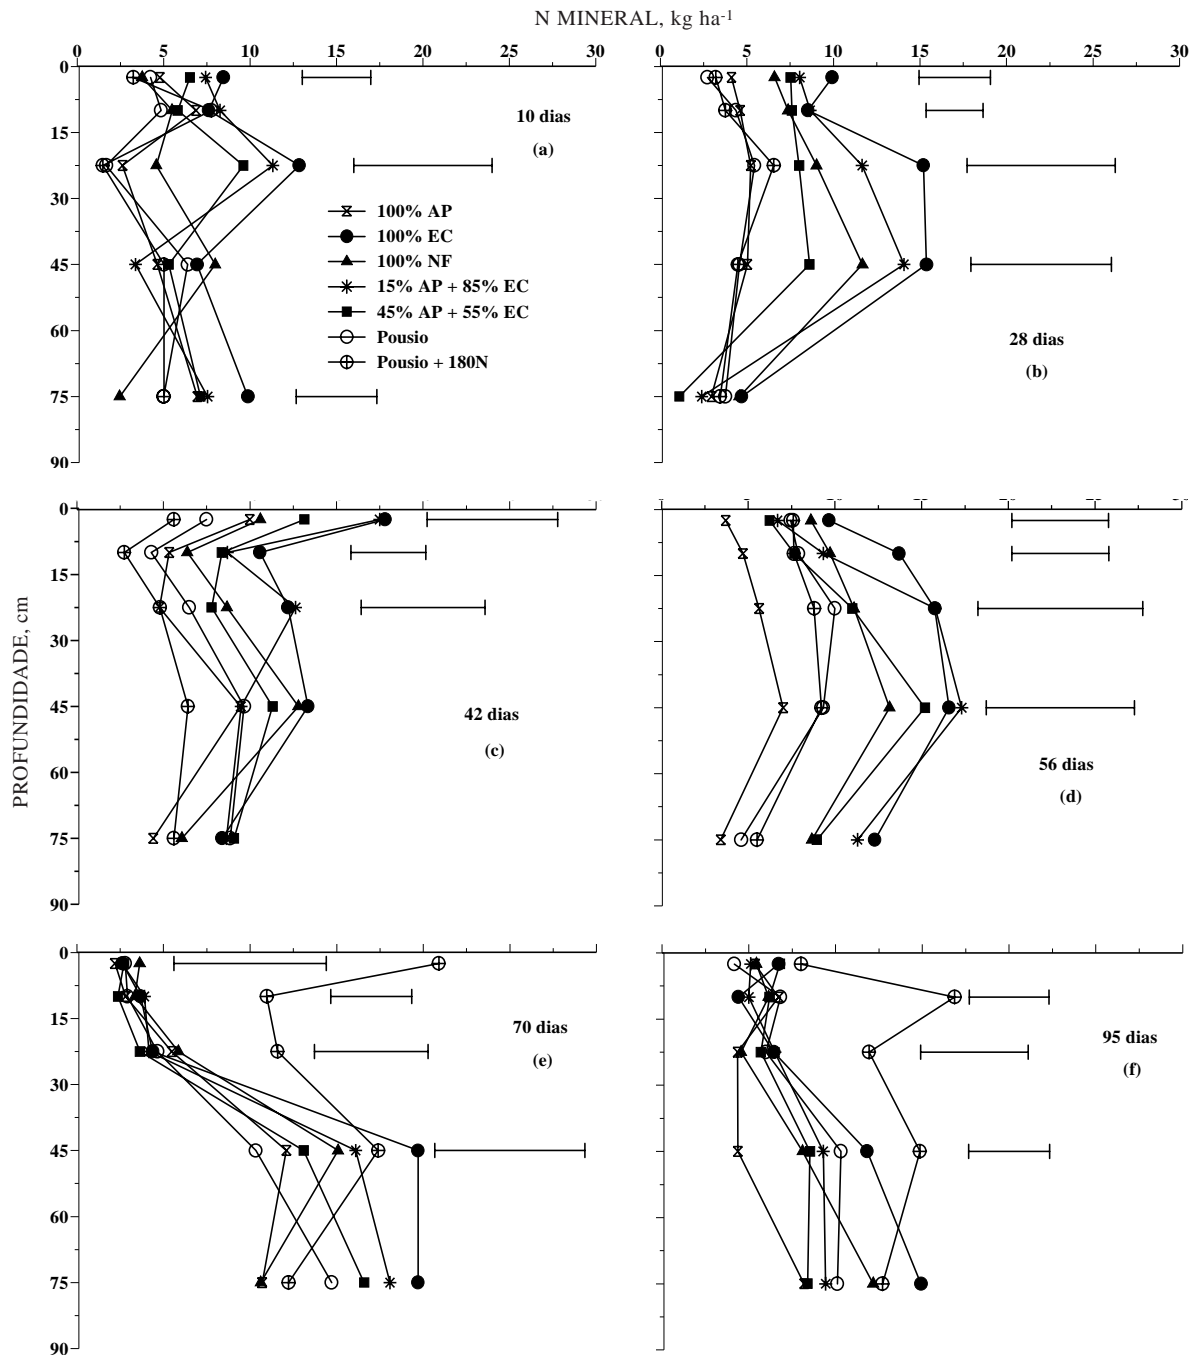 N MINERAL, kg ha-1
0 5 10 15 20 25 30
0 5 10 15 20 25 30
0
15
30
45
60
75
90
10 dias
(a)
100% AP
100% EC
100% NF
15% AP + 85% EC
45% AP + 55% EC
Pousio
Pousio + 180N
28 dias
(b)
PROFUNDIDADE, cm
0
15
30
45
60
75
90
42 dias
(c)
56 dias
(d)
0
15
30
45
60
75
90
70 dias
(e)
95 dias
(f)